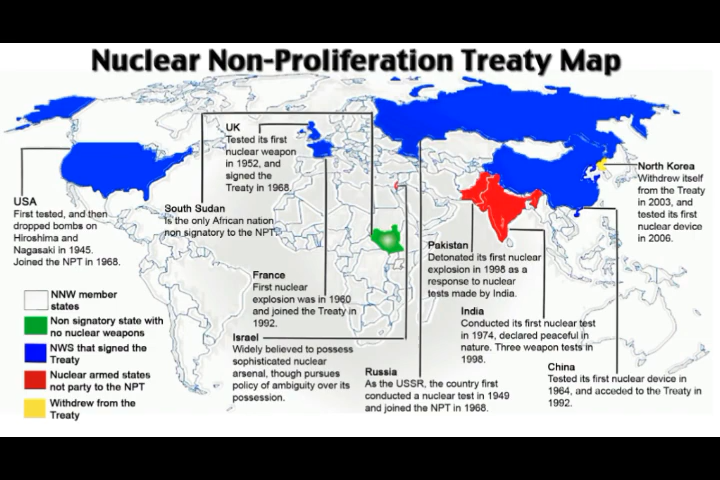 Nuclear Non-Proliferation Treaty Map
UK
Tested its first
nuclear weapon
in 1952, and
signed the
Treaty in 1968.
North Korea
Withdrew itself
from the Treaty
in 2003, and
tested its first
nuclear device
in 2006.
USA
First tested, and then
dropped bombs on
Hiroshima and
Nagasaki in 1945.
Joined the NPT in 1968.
South Sudan
Is the only African nation
non signatory to the NPT.
Pakistan
Detonated its first nuclear
explosion in 1998 as a
response to nuclear
tests made by India.
France
First nuclear
explosion was in 1960
and joined the Treaty in
1992.
India
Conducted its first nuclear test
in 1974, declared peaceful in
nature. Three weapon tests in
1998.
Israel
Widely believed to possess
sophisticated nuclear
arsenal, though pursues
policy of ambiguity over its
possession.
Russia
As the USSR, the country first
conducted a nuclear test in 1949
and joined the NPT in 1968.
China
Tested its first nuclear device in
1964, and acceded to the Treaty in
1992.
NNW member
states
Non signatory state with
no nuclear weapons
NWS that signed the
Treaty
Nuclear armed states
not party to the NPT
Withdrew from the
Treaty